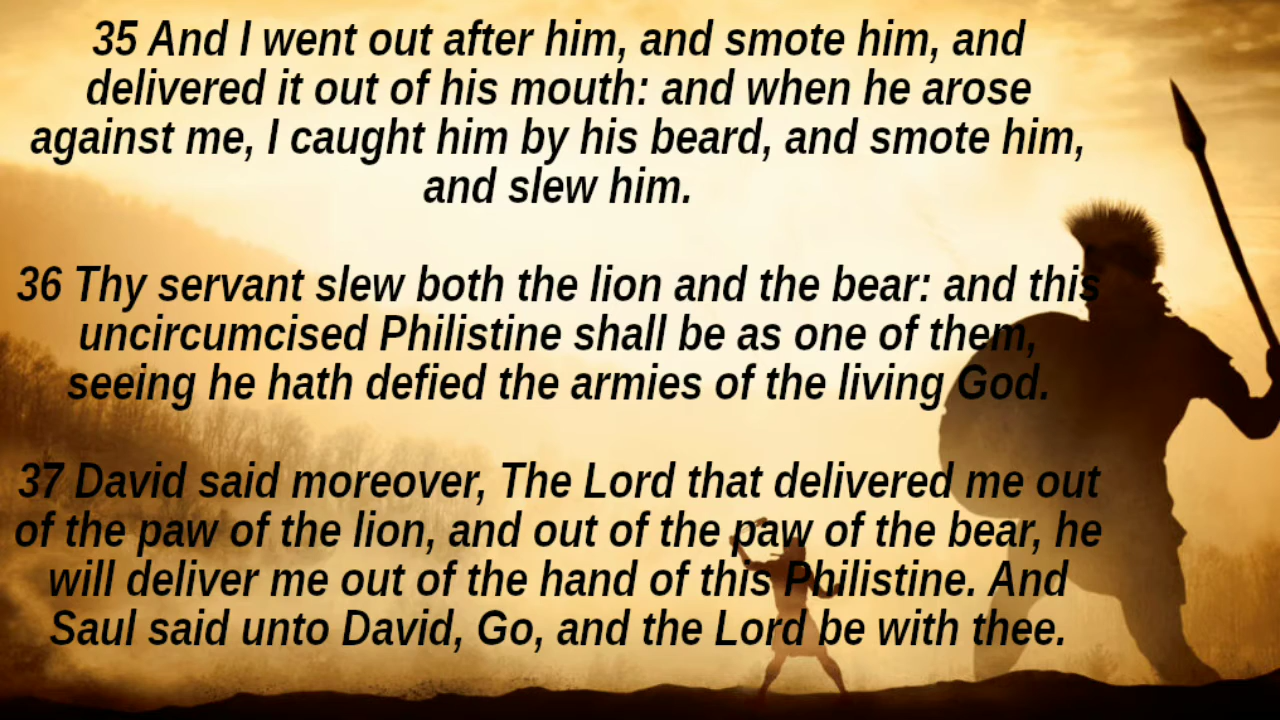 35 And I went out after him, and smote him, and
delivered it out of his mouth: and when he arose
against me, I caught him by his beard, and smote him,
and slew him.
36 Thy servant slew both the lion and the bear: and this
uncircumcised Philistine shall be as one of them,
seeing he hath defied the armies of the living God.
37 David said moreover, The Lord that delivered me out
of the paw of the lion, and out of the paw of the bear, he
will deliver me out of the hand of this Philistine. And
Saul said unto David, Go, and the Lord be with thee.